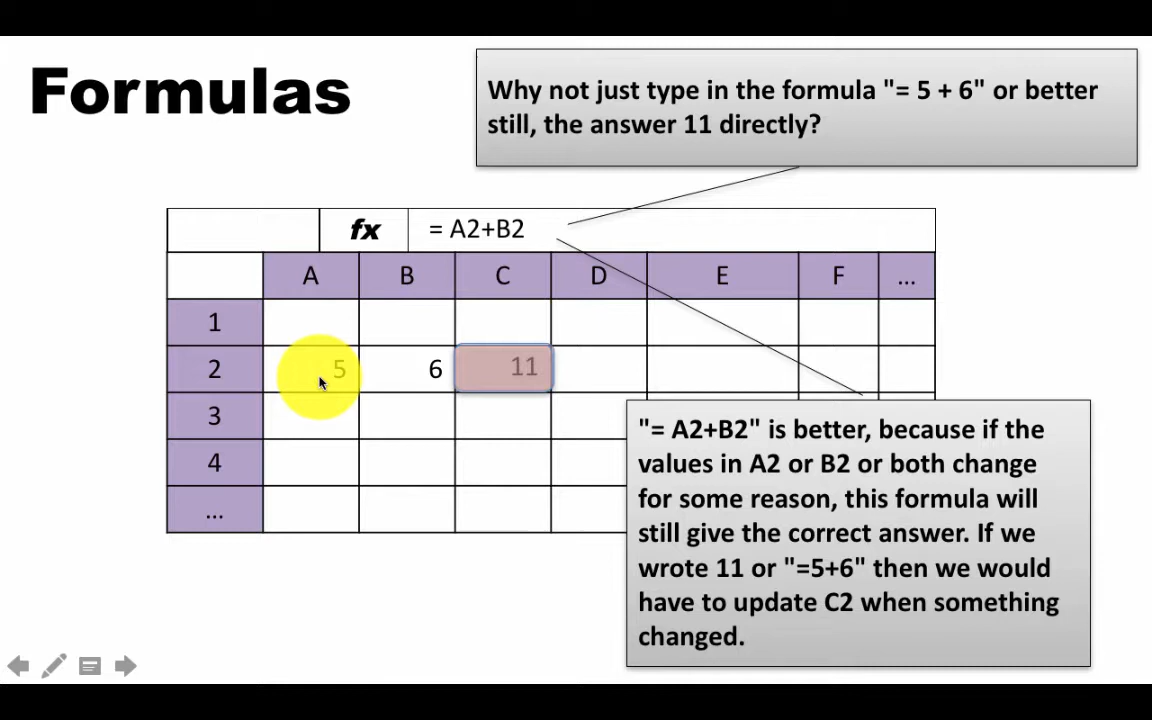 Formulas
Why not just type in the formula "= 5 + 6" or better
still, the answer 11 directly?
fx = A2+B2
A B C D E F ...
1
2 5 6 11
3
4
...
"= A2+B2" is better, because if the
values in A2 or B2 or both change
for some reason, this formula will
still give the correct answer. If we
wrote 11 or "=5+6" then we would
have to update C2 when something
changed.